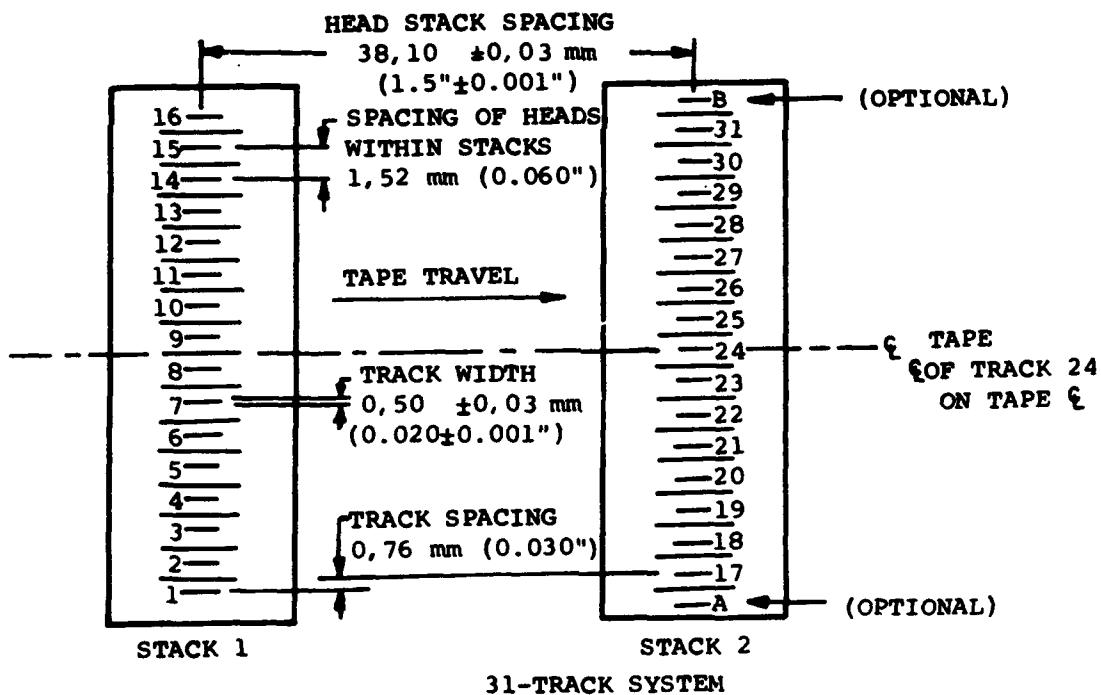 HEAD STACK SPACING
38,10 ±0,03 mm
(1.5"±0.001")
16
15
14
13
12
11
10
9
8
7
6
5
4
3
2
1
STACK 1
SPACING OF HEADS
WITHIN STACKS
1,52 mm (0.060")
TAPE TRAVEL
TRACK WIDTH
0,50 ±0,03 mm
(0.020±0.001")
TRACK SPACING
0,76 mm (0.030")
B (OPTIONAL)
31
30
29
28
27
26
25
24
23
22
21
20
19
18
17
A (OPTIONAL)
STACK 2
℄ TAPE
℄OF TRACK 24
ON TAPE ℄
31-TRACK SYSTEM